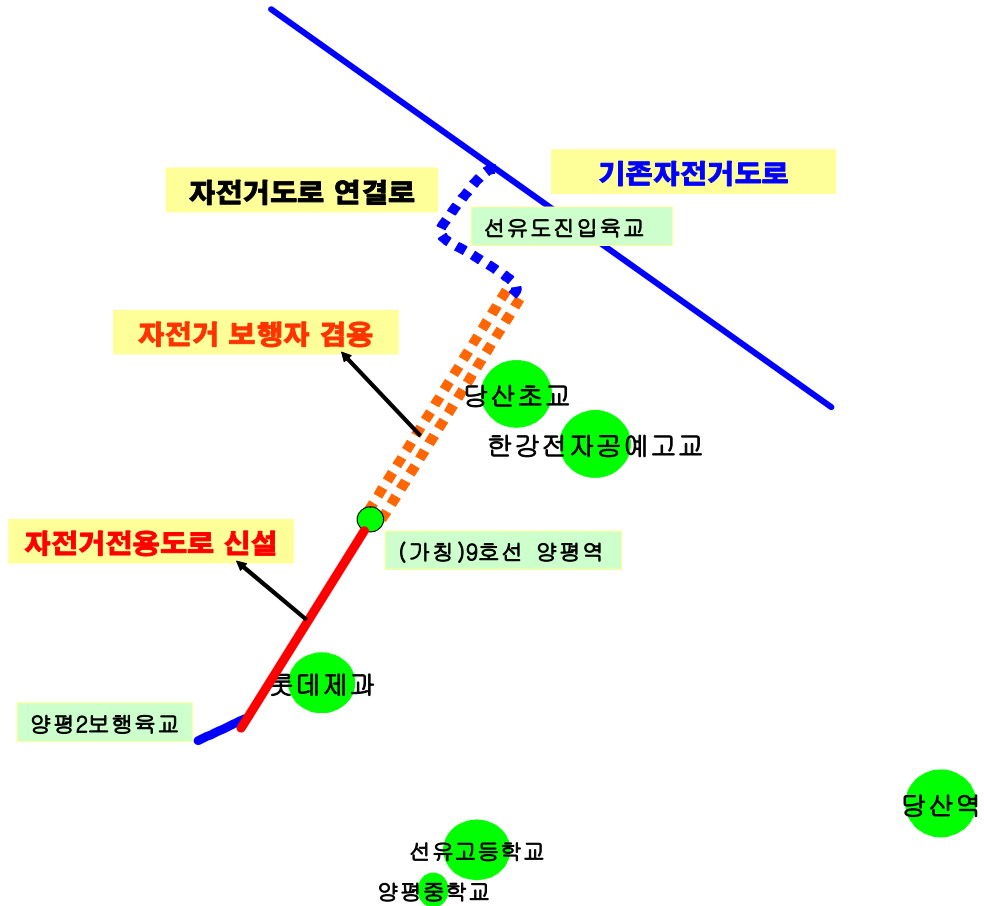 기존자전거도로
자전거도로 연결로
선유도진입육교
자전거 보행자 겸용
당산초교
한강전자공예고교
자전거전용도로 신설
(가칭)9호선 양평역
롯데제과
양평2보행육교
당산역
선유고등학교
양평중학교